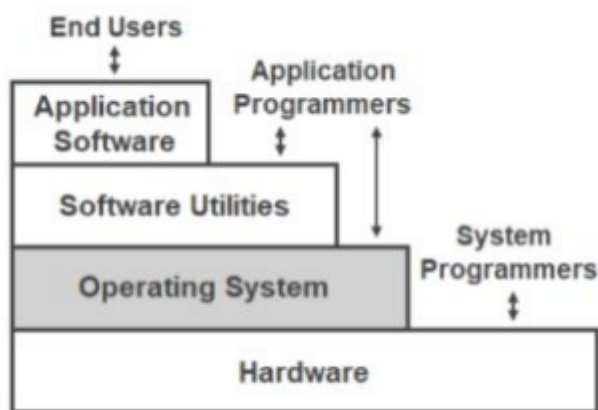 End Users
Application
Programmers
Application
Software
Software Utilities
System
Programmers
Operating System
Hardware